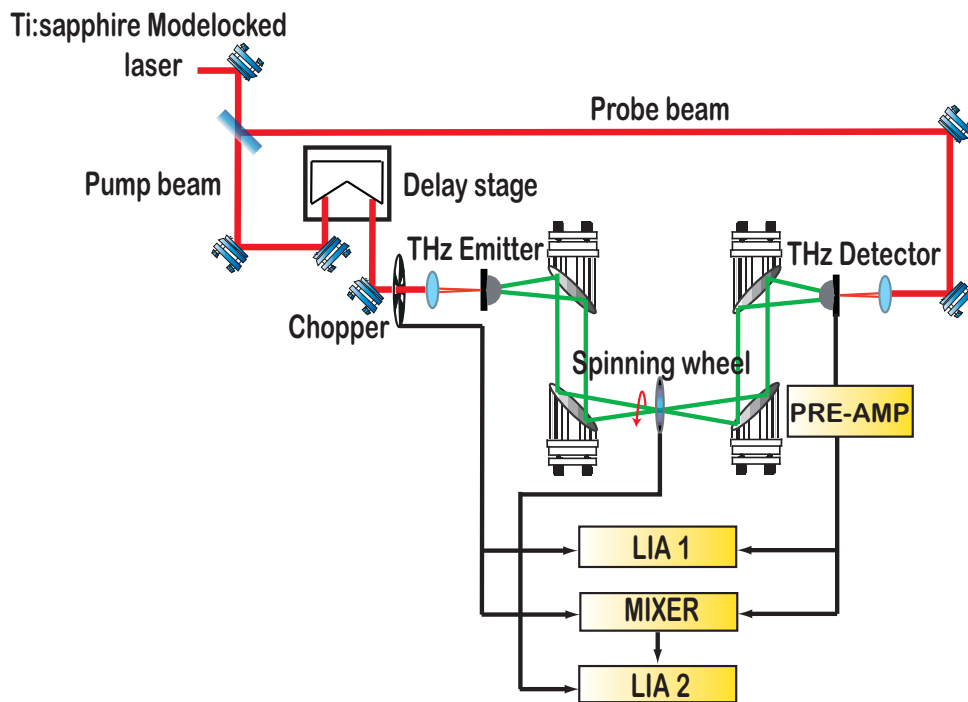 Ti:sapphire Modelocked
laser
Probe beam
Pump beam
Delay stage
THz Emitter
THz Detector
Chopper
Spinning wheel
PRE-AMP
LIA 1
MIXER
LIA 2